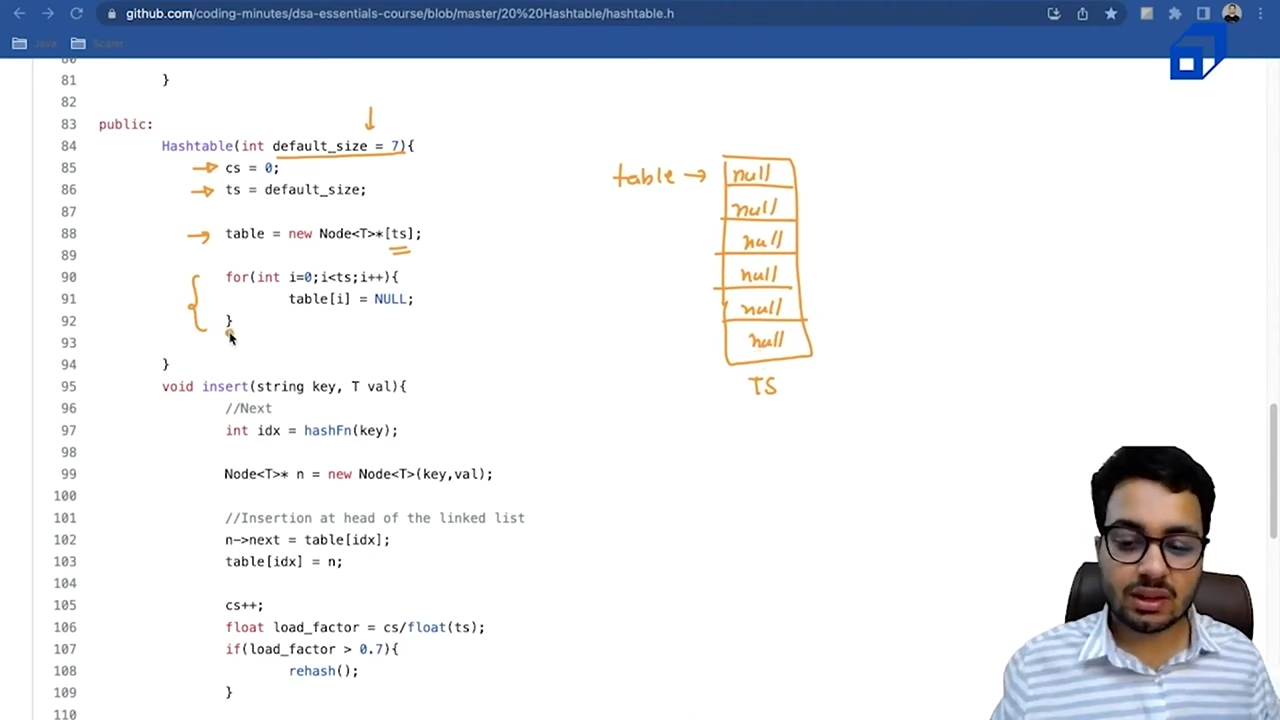 github.com/coding-minutes/dsa-essentials-course/blob/master/20%20Hashtable/hashtable.h
Java
Scaler
80
81 }
82
83 public:
84 Hashtable(int default_size = 7){
85 cs = 0;
86 ts = default_size;
87
88 table = new Node<T>*[ts];
89
90 for(int i=0;i<ts;i++){
91 table[i] = NULL;
92 }
93
94 }
95 void insert(string key, T val){
96 //Next
97 int idx = hashFn(key);
98
99 Node<T>* n = new Node<T>(key,val);
100
101 //Insertion at head of the linked list
102 n->next = table[idx];
103 table[idx] = n;
104
105 cs++;
106 float load_factor = cs/float(ts);
107 if(load_factor > 0.7){
108 rehash();
109 }
110
table → null
null
null
null
null
null
TS